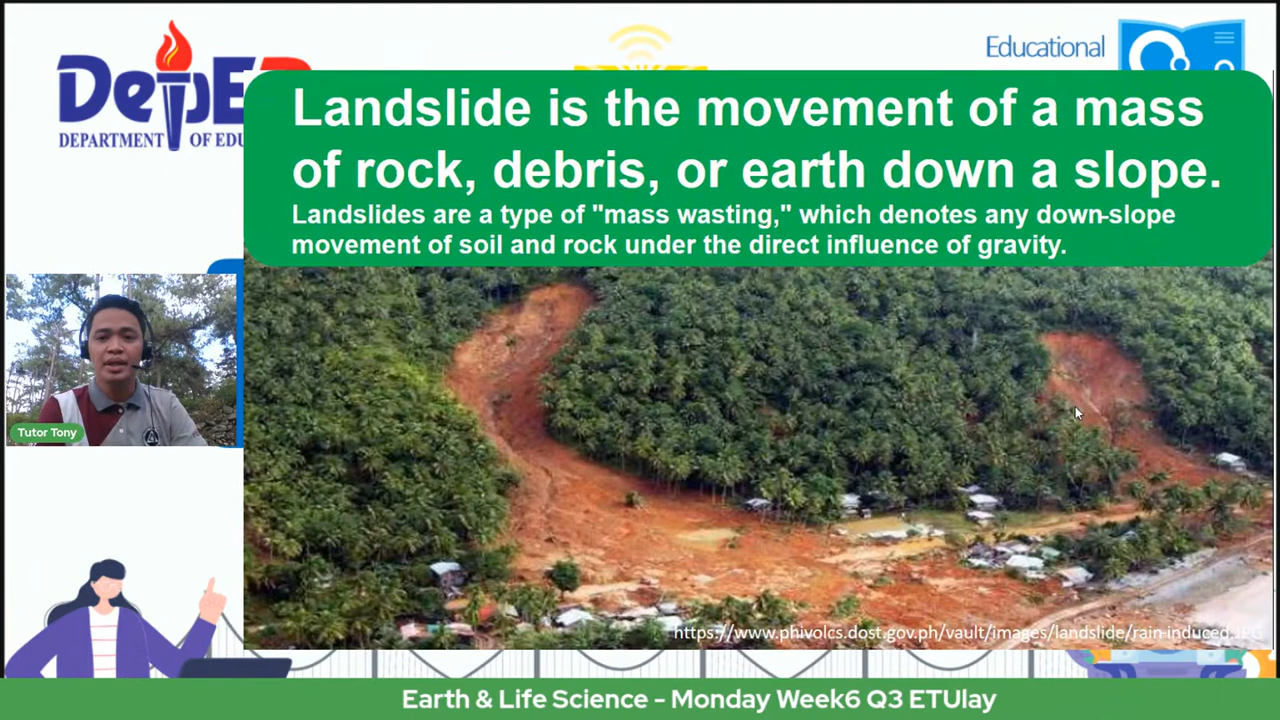 DepED
DEPARTMENT OF EDU
Educational
Landslide is the movement of a mass
of rock, debris, or earth down a slope.
Landslides are a type of "mass wasting," which denotes any down-slope
movement of soil and rock under the direct influence of gravity.
Tutor Tony
https://www.phivolcs.dost.gov.ph/vault/images/landslide/rain-induced.JPG
Earth & Life Science - Monday Week6 Q3 ETUlay